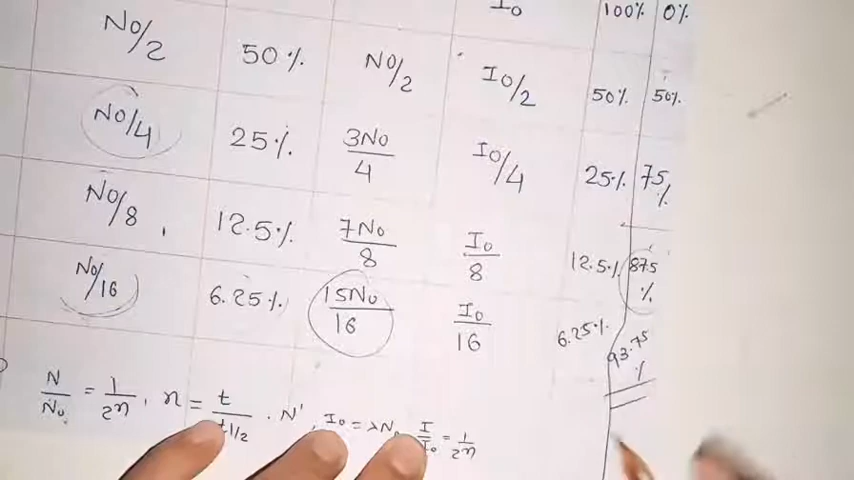 I₀ 100% 0%
N₀/2 50% N₀/2 I₀/2 50% 50%
N₀/4 25% 3N₀/4 I₀/4 25% 75%
N₀/8 12.5% 7N₀/8 I₀/8 12.5% 875%
N₀/16 6.25% 15N₀/16 I₀/16 6.25% 93.75%
N/N₀ = 1/2n, n = t/t1/2 . N' I₀ = λN₀ I/I₀ = 1/2n